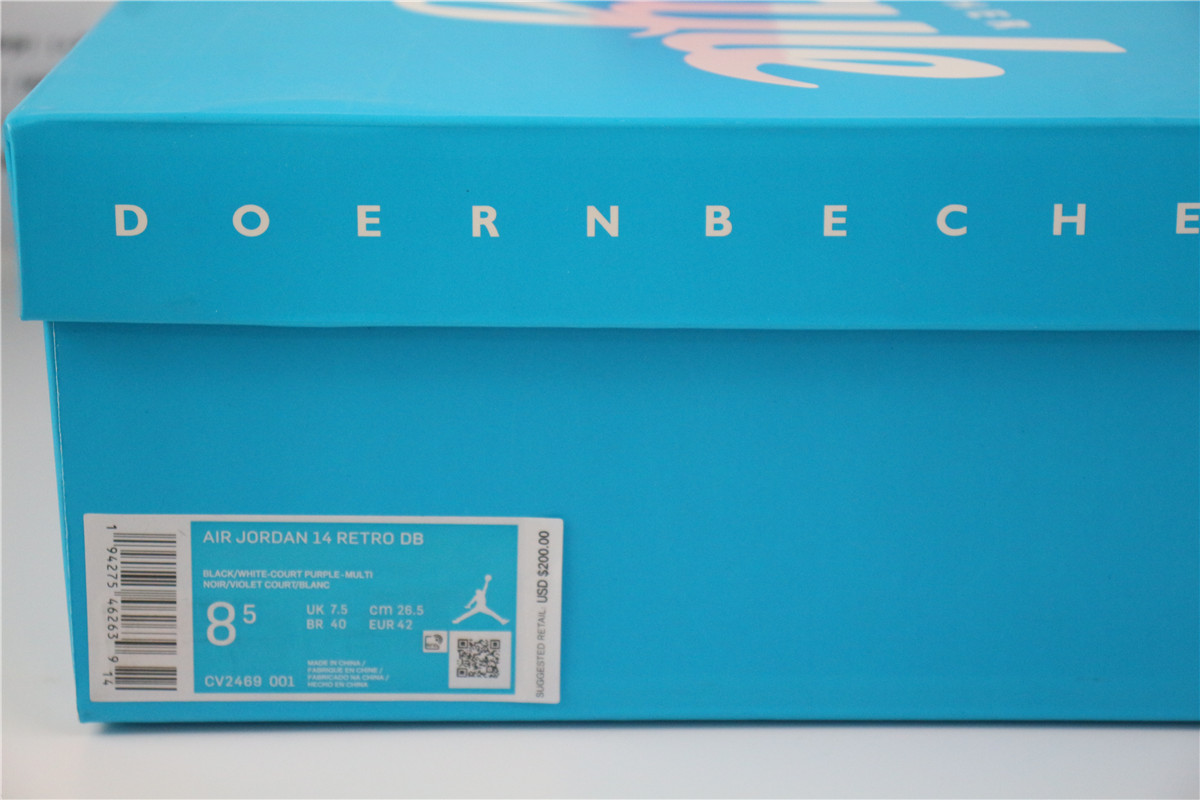 DOERNBECHE
AIR JORDAN 14 RETRO DB
BLACK/WHITE-COURT PURPLE-MULTI
NOIR/VIOLET COURT/BLANC
8 5
UK 7.5 cm 26.5
BR 40 EUR 42
CV2469 001
MADE IN CHINA /
FABRIQUE EN CHINE /
FABRICADO NA CHINA /
HECHO EN CHINA
1 94275 46263 9 14
SUGGESTED RETAIL: USD $200.00